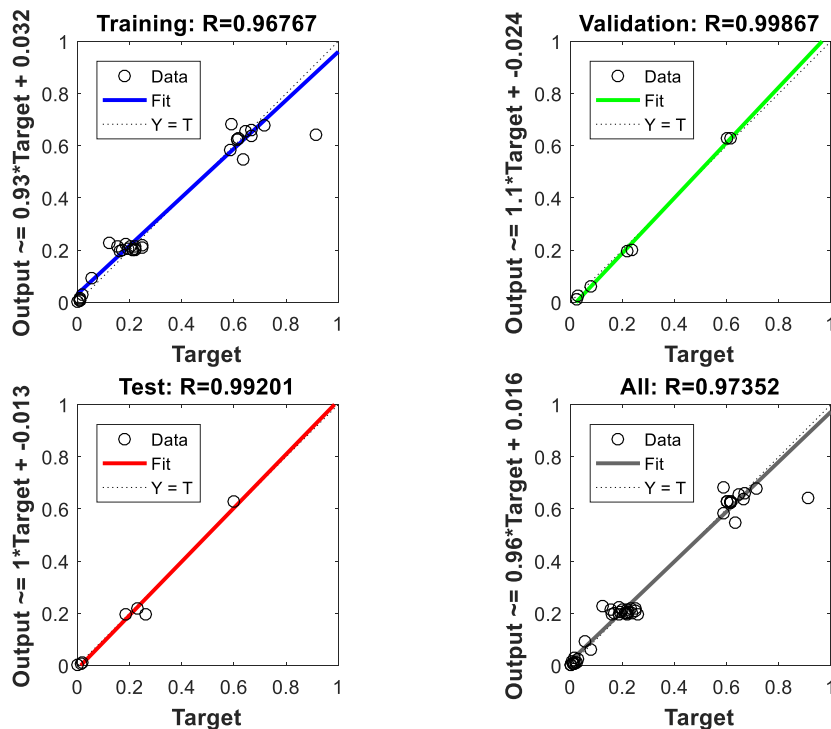 Training: R=0.96767
Output ~= 0.93*Target + 0.032
1
0.8
0.6
0.4
0.2
0
Data
Fit
Y = T
0
0.2
0.4
0.6
0.8
1
Target
Validation: R=0.99867
Output ~= 1.1*Target + -0.024
1
0.8
0.6
0.4
0.2
0
Data
Fit
Y = T
0
0.2
0.4
0.6
0.8
1
Target
Test: R=0.99201
Output ~= 1*Target + -0.013
1
0.8
0.6
0.4
0.2
0
Data
Fit
Y = T
0
0.2
0.4
0.6
0.8
1
Target
All: R=0.97352
Output ~= 0.96*Target + 0.016
1
0.8
0.6
0.4
0.2
0
Data
Fit
Y = T
0
0.2
0.4
0.6
0.8
1
Target